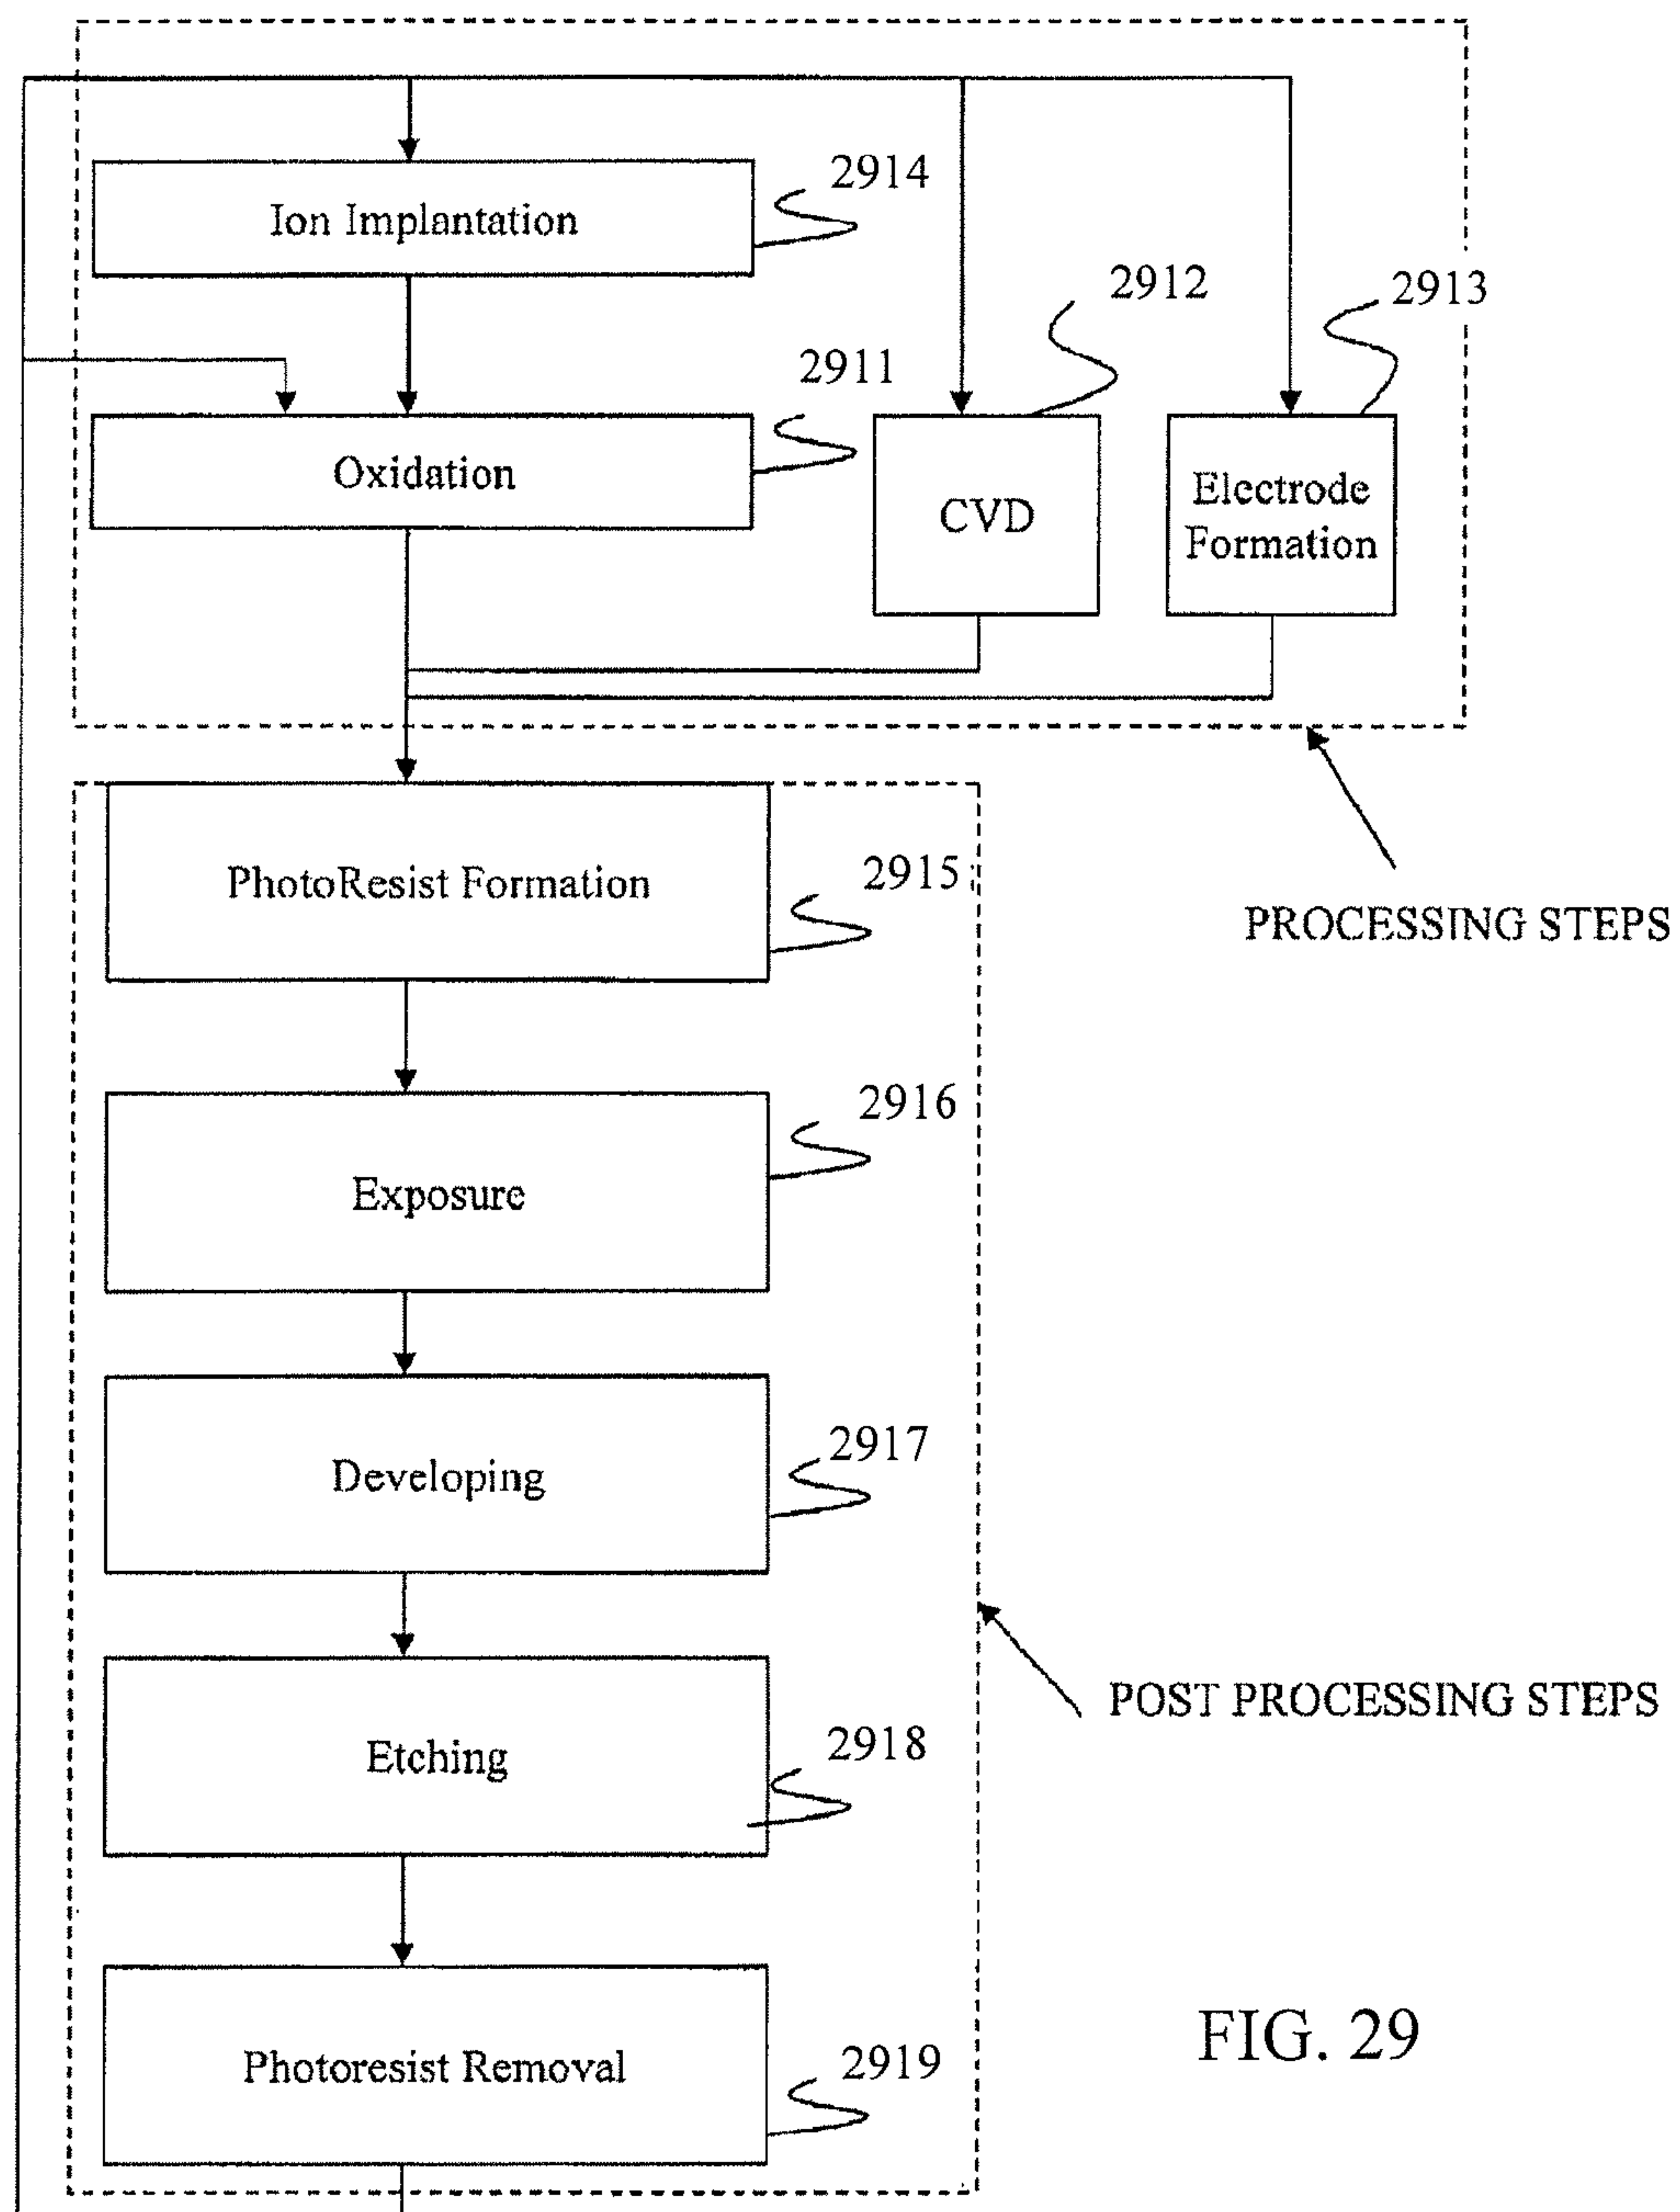 2914
Ion Implantation
2912
2913
2911
Oxidation
CVD
Electrode
Formation
2915
PhotoResist Formation
PROCESSING STEPS
2916
Exposure
2917
Developing
POST PROCESSING STEPS
2918
Etching
FIG. 29
2919
Photoresist Removal